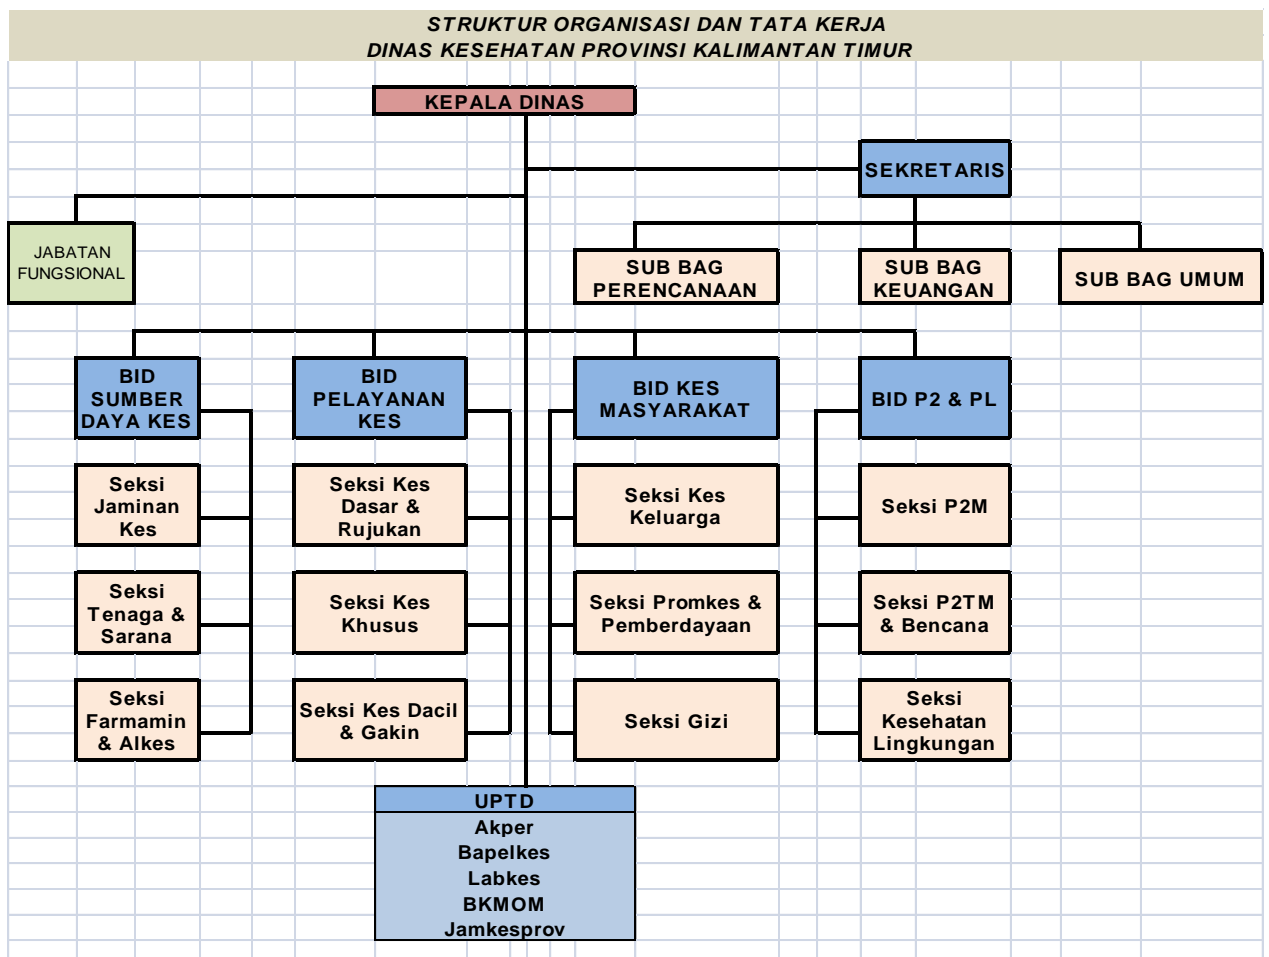 STRUKTUR ORGANISASI DAN TATA KERJA
DINAS KESEHATAN PROVINSI KALIMANTAN TIMUR
KEPALA DINAS
SEKRETARIS
JABATAN
FUNGSIONAL
SUB BAG
PERENCANAAN
SUB BAG
KEUANGAN
SUB BAG UMUM
BID
SUMBER
DAYA KES
BID
PELAYANAN
KES
BID KES
MASYARAKAT
BID P2 & PL
Seksi
Jaminan
Kes
Seksi Kes
Dasar &
Rujukan
Seksi Kes
Keluarga
Seksi P2M
Seksi
Tenaga &
Sarana
Seksi Kes
Khusus
Seksi Promkes &
Pemberdayaan
Seksi P2TM
& Bencana
Seksi
Farmamin
& Alkes
Seksi Kes Dacil
& Gakin
Seksi Gizi
Seksi
Kesehatan
Lingkungan
UPTD
Akper
Bapelkes
Labkes
BKMOM
Jamkesprov